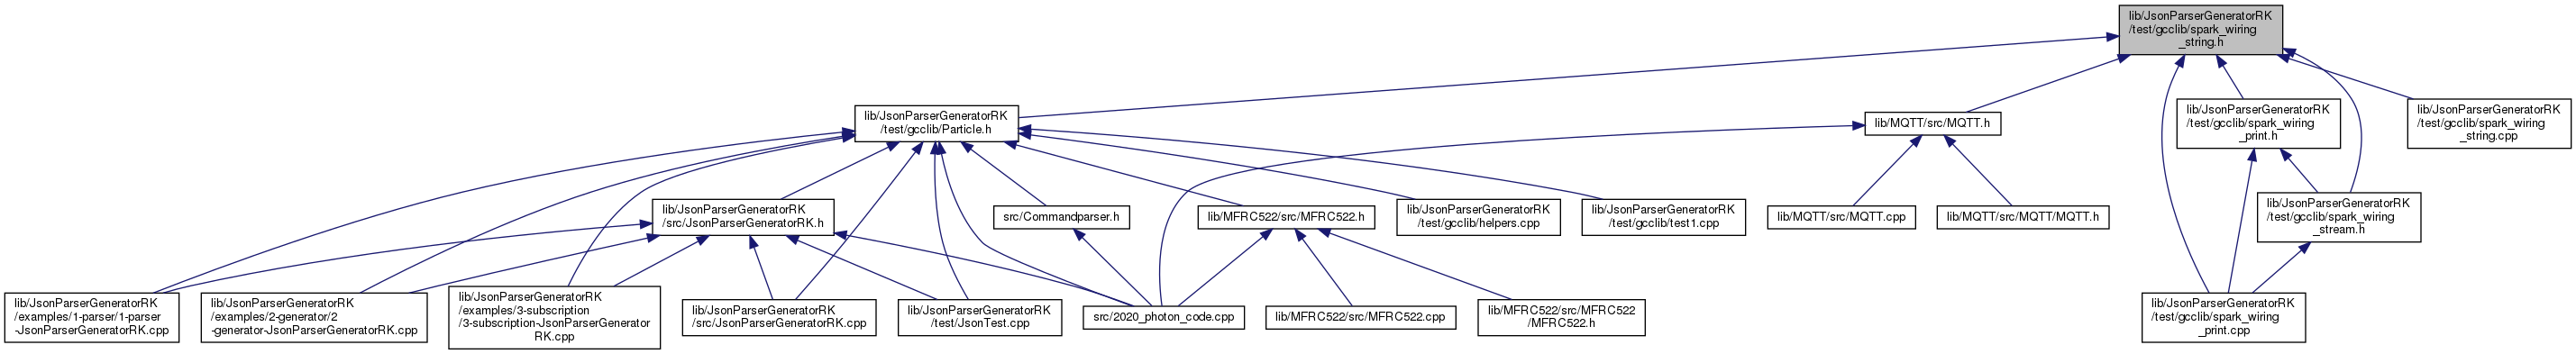 lib/JsonParserGeneratorRK
/test/gcclib/spark_wiring
_string.h
lib/JsonParserGeneratorRK
/test/gcclib/Particle.h
lib/MQTT/src/MQTT.h
lib/JsonParserGeneratorRK
/test/gcclib/spark_wiring
_print.h
lib/JsonParserGeneratorRK
/test/gcclib/spark_wiring
_string.cpp
lib/JsonParserGeneratorRK
/src/JsonParserGeneratorRK.h
src/Commandparser.h
lib/MFRC522/src/MFRC522.h
lib/JsonParserGeneratorRK
/test/gcclib/helpers.cpp
lib/JsonParserGeneratorRK
/test/gcclib/test1.cpp
lib/MQTT/src/MQTT.cpp
lib/MQTT/src/MQTT/MQTT.h
lib/JsonParserGeneratorRK
/test/gcclib/spark_wiring
_stream.h
lib/JsonParserGeneratorRK
/examples/1-parser/1-parser
-JsonParserGeneratorRK.cpp
lib/JsonParserGeneratorRK
/examples/2-generator/2
-generator-JsonParserGeneratorRK.cpp
lib/JsonParserGeneratorRK
/examples/3-subscription
/3-subscription-JsonParserGenerator
RK.cpp
lib/JsonParserGeneratorRK
/src/JsonParserGeneratorRK.cpp
lib/JsonParserGeneratorRK
/test/JsonTest.cpp
src/2020_photon_code.cpp
lib/MFRC522/src/MFRC522.cpp
lib/MFRC522/src/MFRC522
/MFRC522.h
lib/JsonParserGeneratorRK
/test/gcclib/spark_wiring
_print.cpp